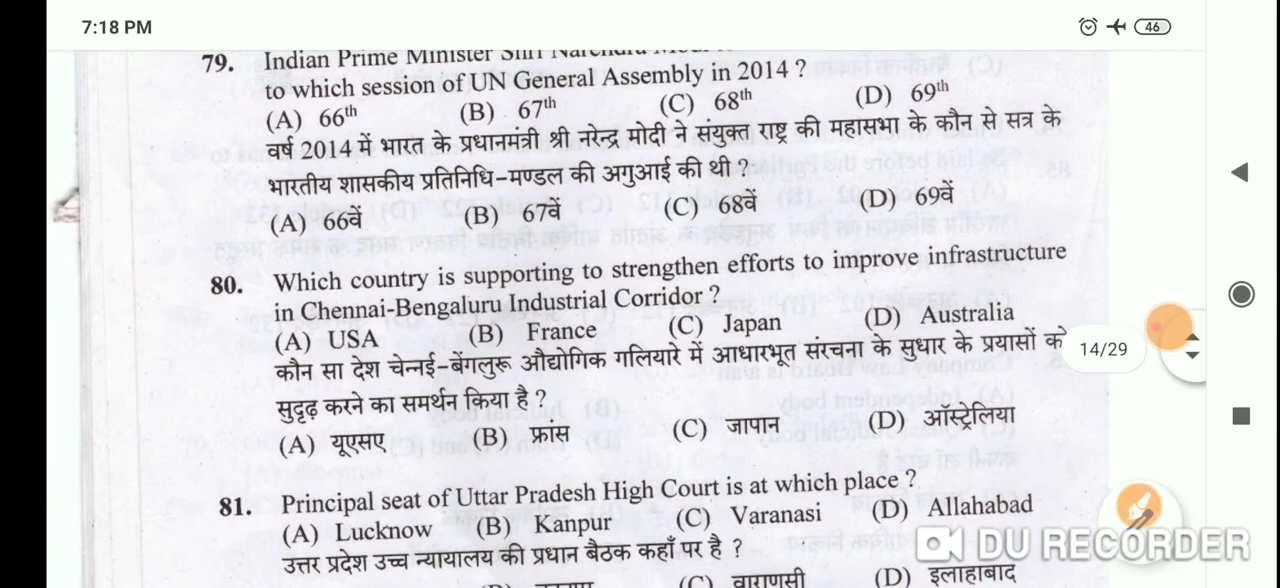 7:18 PM
46
79. Indian Prime Minister Shri
to which session of UN General Assembly in 2014 ?
(A) 66th (B) 67th (C) 68th (D) 69th
वर्ष 2014 में भारत के प्रधानमंत्री श्री नरेन्द्र मोदी ने संयुक्त राष्ट्र की महासभा के कौन से सत्र के
भारतीय शासकीय प्रतिनिधि-मण्डल की अगुआई की थी ?
(A) 66वें (B) 67वें (C) 68वें (D) 69वें
80. Which country is supporting to strengthen efforts to improve infrastructure
in Chennai-Bengaluru Industrial Corridor ?
(A) USA (B) France (C) Japan (D) Australia
कौन सा देश चेन्नई-बेंगलुरू औद्योगिक गलियारे में आधारभूत संरचना के सुधार के प्रयासों को
14/29
सुदृढ़ करने का समर्थन किया है ?
(A) यूएसए (B) फ्रांस (C) जापान (D) ऑस्ट्रेलिया
81. Principal seat of Uttar Pradesh High Court is at which place ?
(A) Lucknow (B) Kanpur (C) Varanasi (D) Allahabad
उत्तर प्रदेश उच्च न्यायालय की प्रधान बैठक कहाँ पर है ?
(C) वाराणसी (D) इलाहाबाद
DU RECORDER